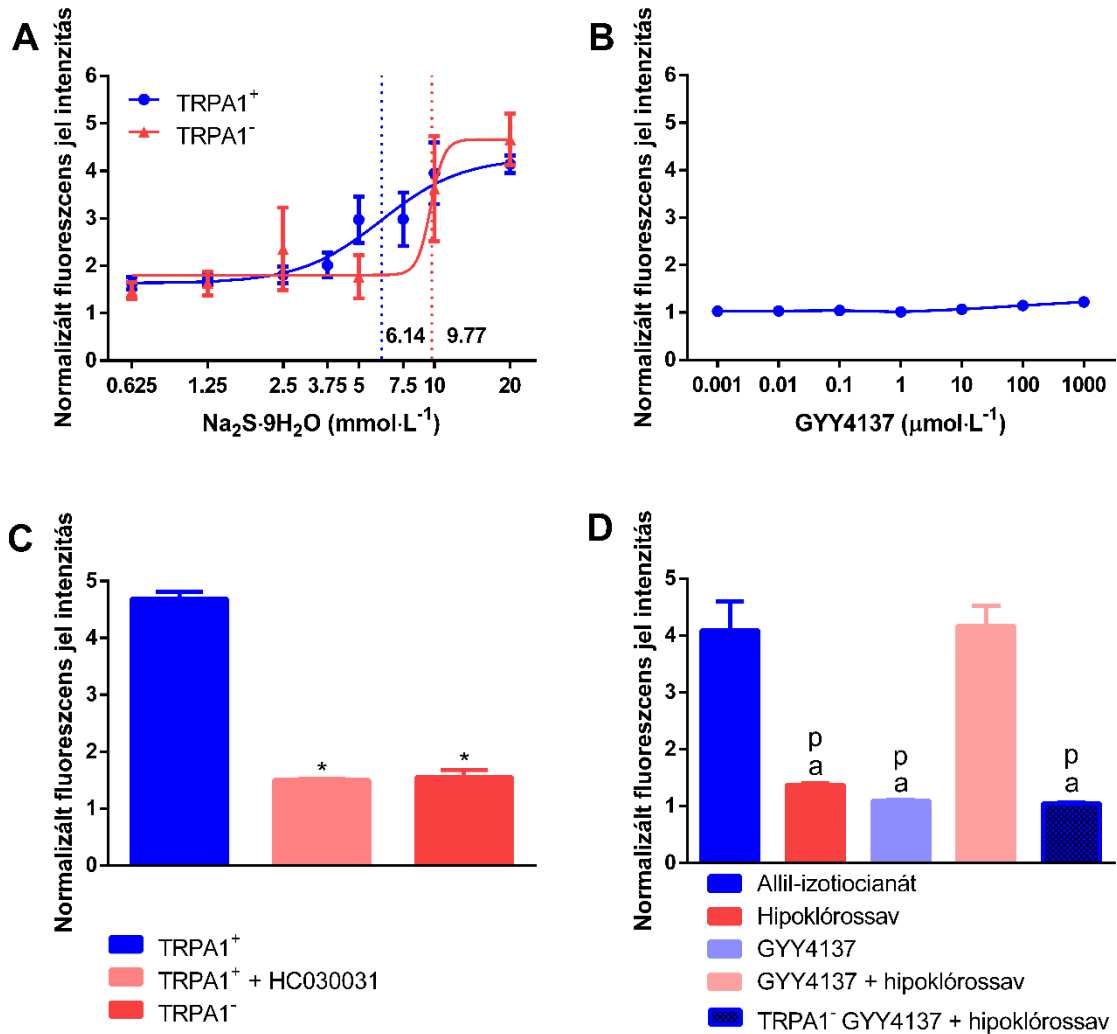 A
Normalizált fluoreszcens jel intenzitás
6
5
4
3
2
1
0
TRPA1⁺
TRPA1⁻
6.14
9.77
0.625 1.25 2.5 3.75 5 7.5 10 20
Na₂S·9H₂O (mmol·L⁻¹)
B
Normalizált fluoreszcens jel intenzitás
6
5
4
3
2
1
0
0.001 0.01 0.1 1 10 100 1000
GYY4137 (μmol·L⁻¹)
C
Normalizált fluoreszcens jel intenzitás
5
4
3
2
1
0
* *
TRPA1⁺
TRPA1⁺ + HC030031
TRPA1⁻
D
Normalizált fluoreszcens jel intenzitás
5
4
3
2
1
0
p p p
a a a
Allil-izotiocianát
Hipoklórossav
GYY4137
GYY4137 + hipoklórossav
TRPA1⁻ GYY4137 + hipoklórossav